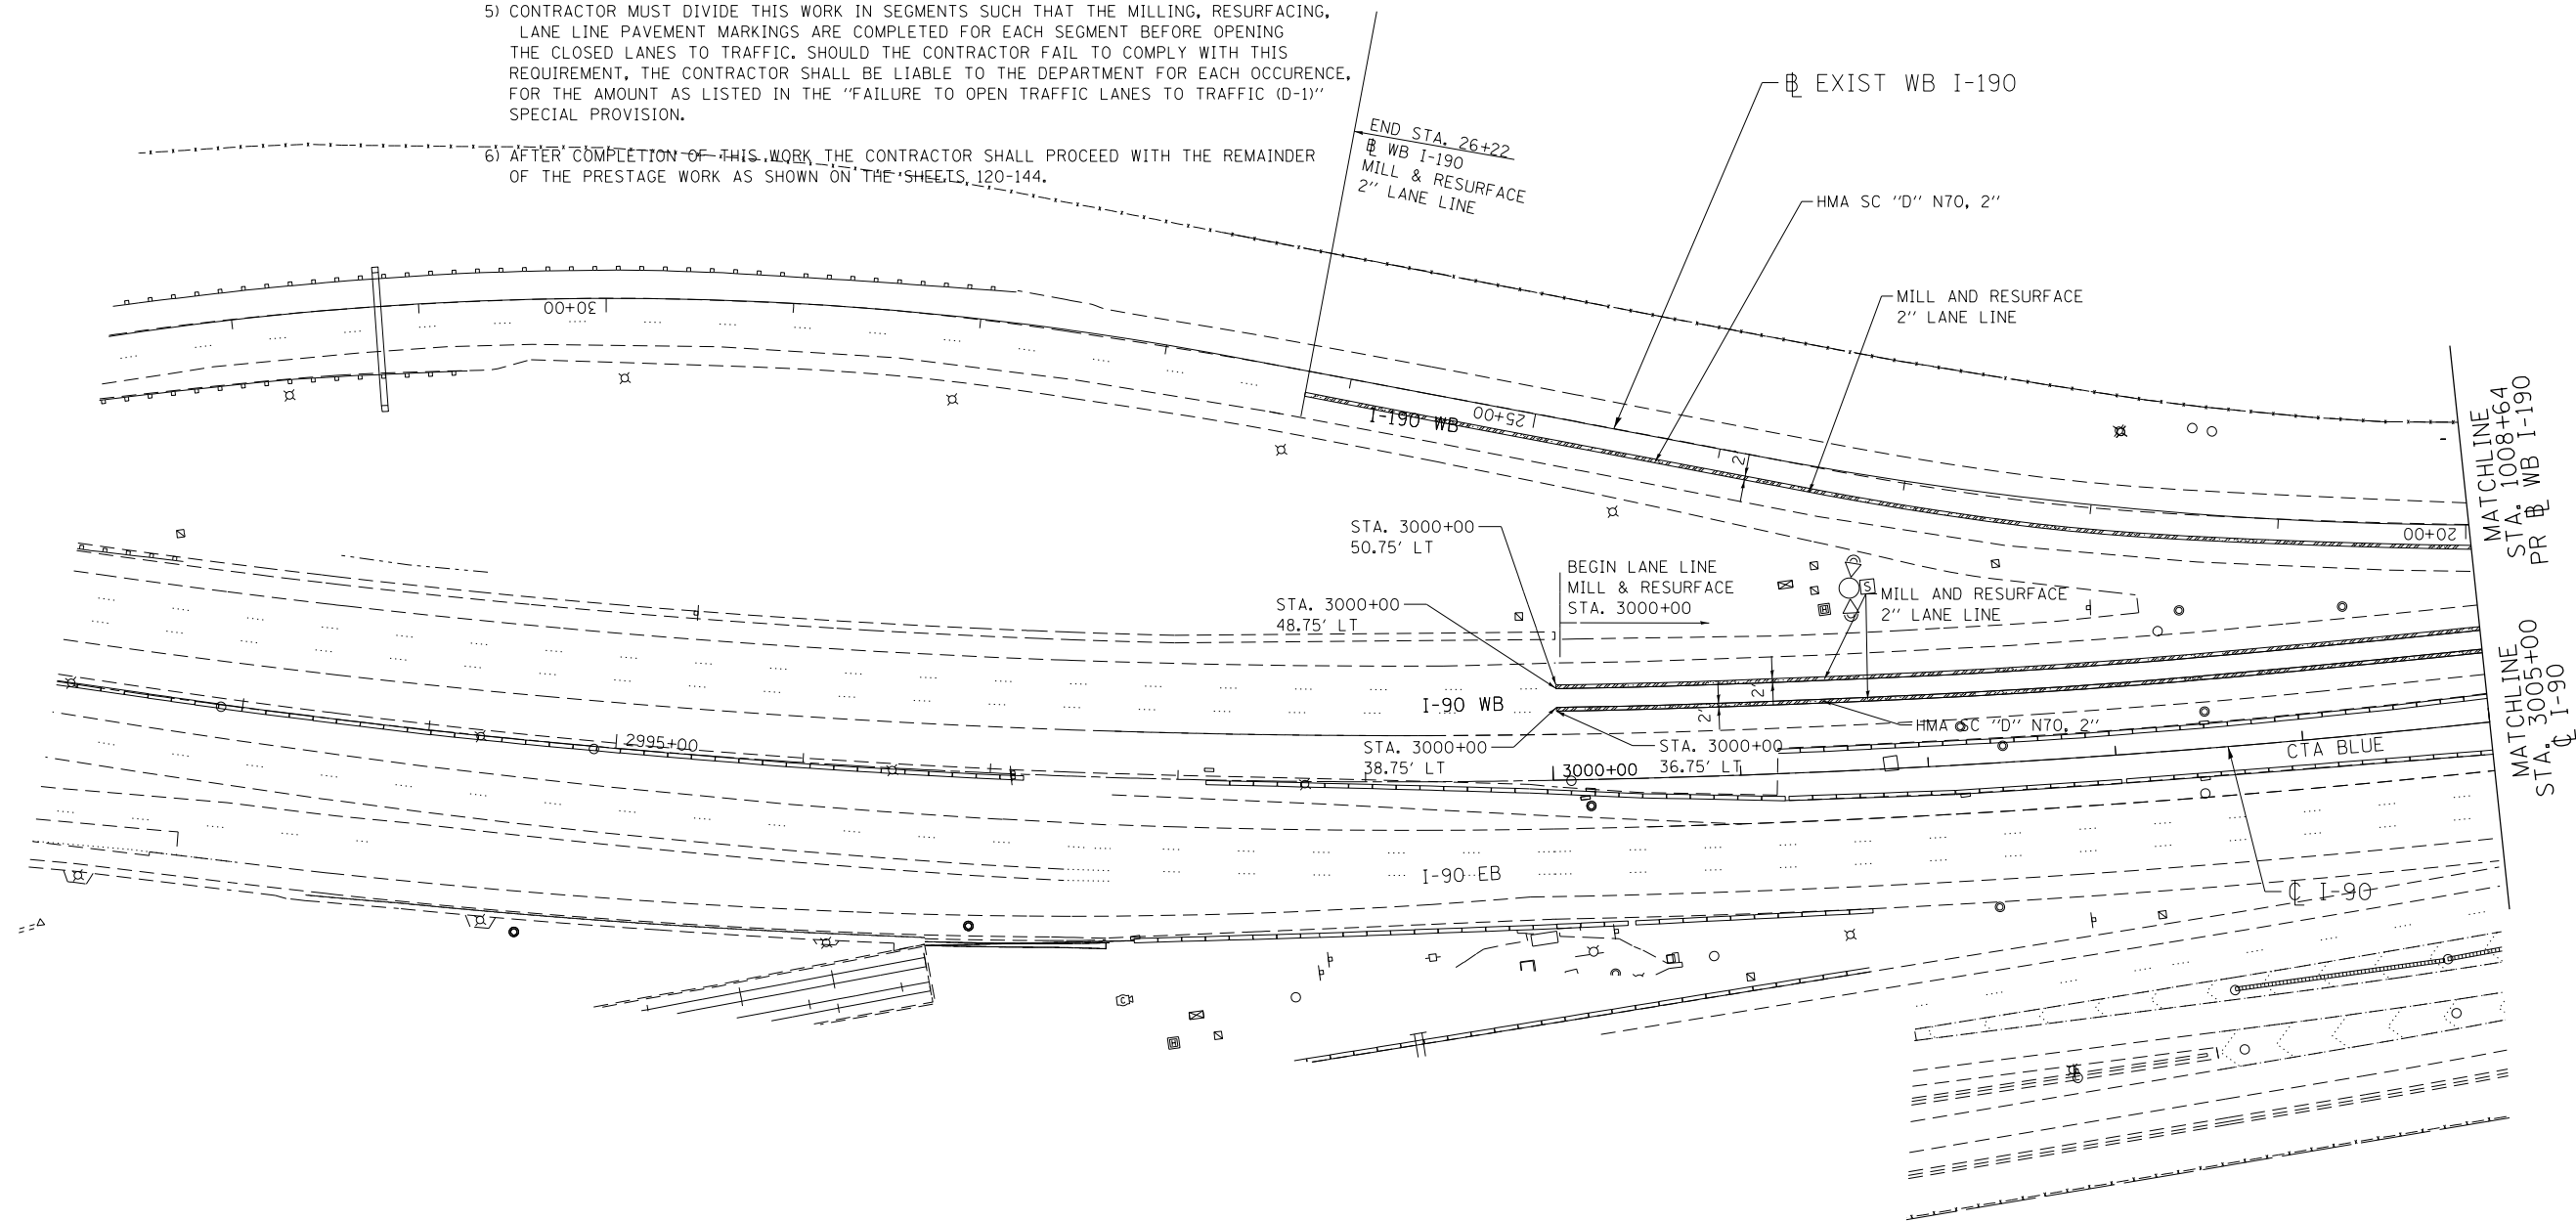 5) CONTRACTOR MUST DIVIDE THIS WORK IN SEGMENTS SUCH THAT THE MILLING, RESURFACING,
LANE LINE PAVEMENT MARKINGS ARE COMPLETED FOR EACH SEGMENT BEFORE OPENING
THE CLOSED LANES TO TRAFFIC. SHOULD THE CONTRACTOR FAIL TO COMPLY WITH THIS
REQUIREMENT, THE CONTRACTOR SHALL BE LIABLE TO THE DEPARTMENT FOR EACH OCCURENCE,
FOR THE AMOUNT AS LISTED IN THE "FAILURE TO OPEN TRAFFIC LANES TO TRAFFIC (D-1)"
SPECIAL PROVISION.
6) AFTER COMPLETION OF THIS WORK THE CONTRACTOR SHALL PROCEED WITH THE REMAINDER
OF THE PRESTAGE WORK AS SHOWN ON THE SHEETS 120-144.
END STA. 26+22
℄ WB I-190
MILL & RESURFACE
2" LANE LINE
℄ EXIST WB I-190
HMA SC "D" N70, 2"
MILL AND RESURFACE
2" LANE LINE
30+00
I-190 WB
25+00
2'
20+00
MATCHLINE
STA. 1008+64
PR ℄ WB I-190
STA. 3000+00
50.75' LT
BEGIN LANE LINE
MILL & RESURFACE
STA. 3000+00
STA. 3000+00
48.75' LT
S
MILL AND RESURFACE
2" LANE LINE
2'
2'
I-90 WB
HMA SC "D" N70, 2"
2995+00
STA. 3000+00
38.75' LT
STA. 3000+00
36.75' LT
3000+00
CTA BLUE
MATCHLINE
STA. 3005+00
℄ I-90
I-90 EB
℄ I-90
C
H
H